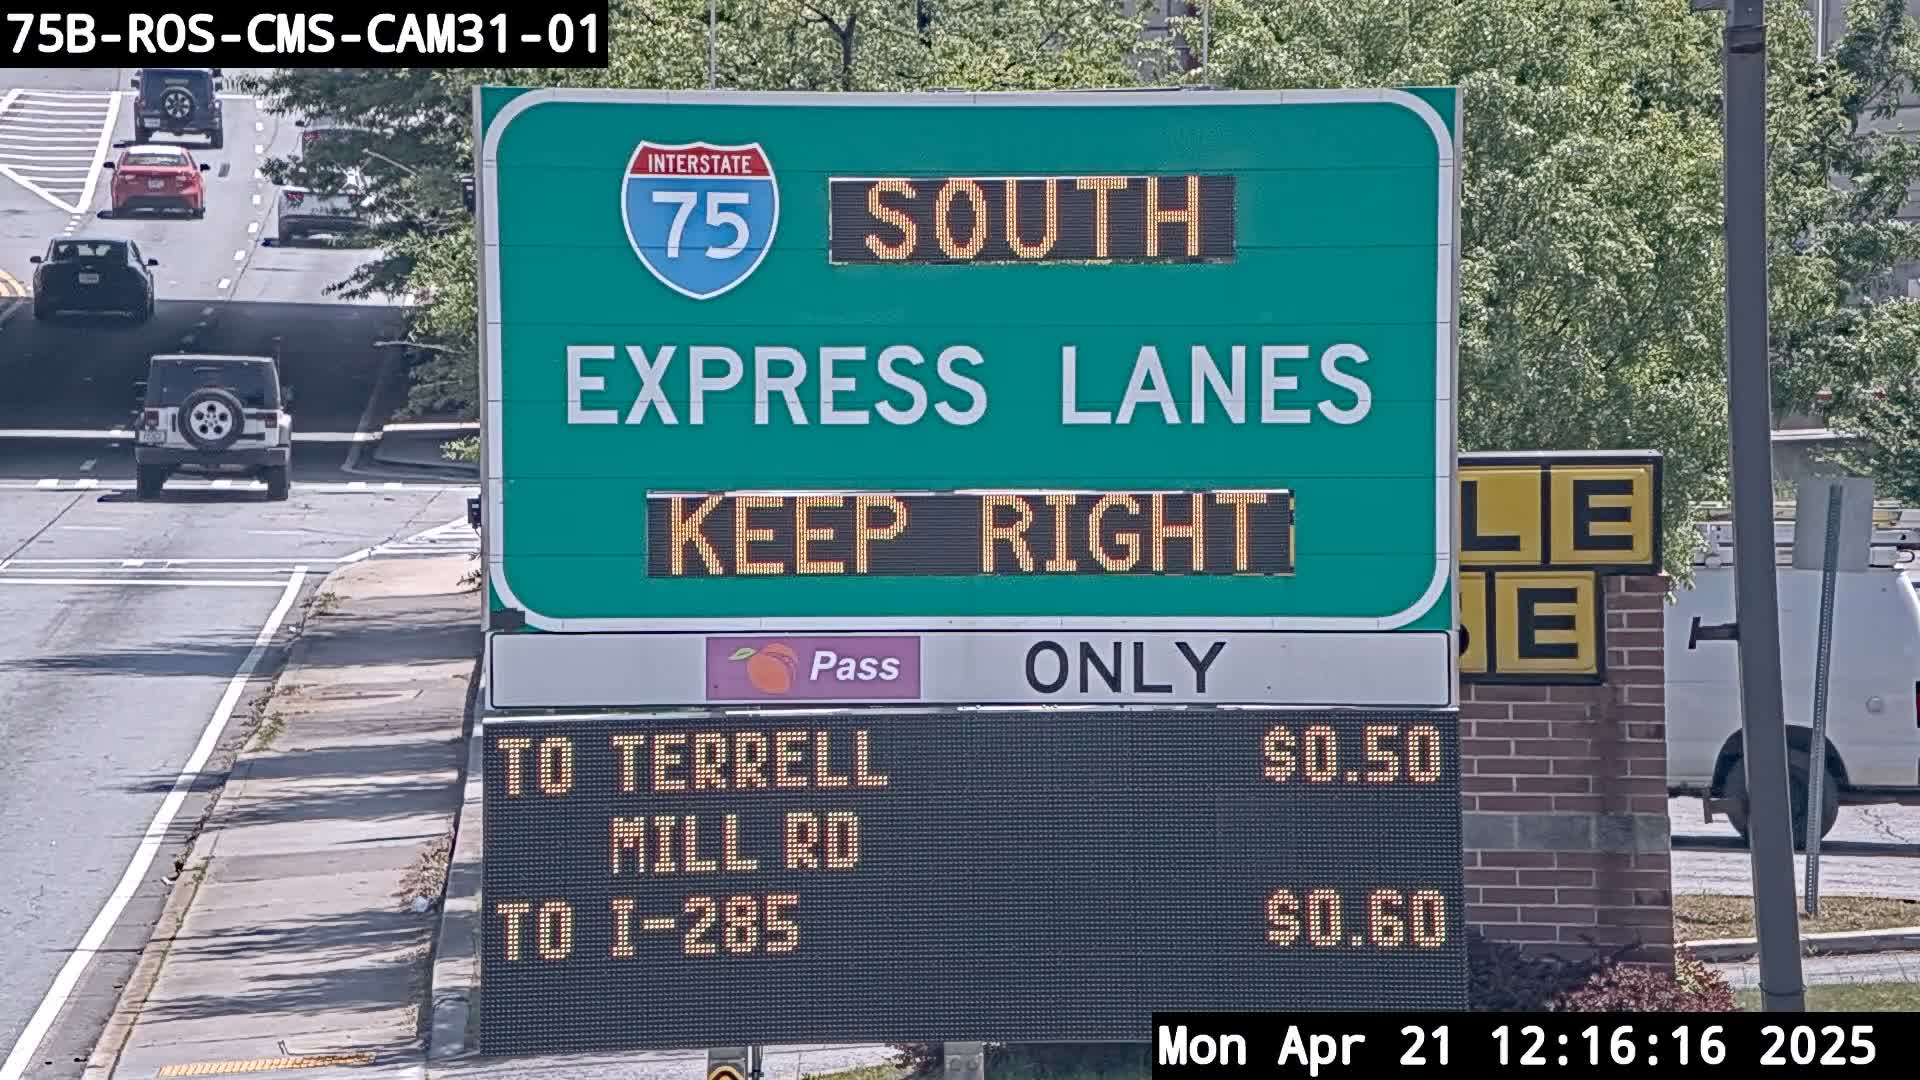 75B-ROS-CMS-CAM31-01
INTERSTATE
75
SOUTH
EXPRESS LANES
KEEP RIGHT
Pass ONLY
TO TERRELL $0.50
MILL RD
TO I-285 $0.60
LE
E
Mon Apr 21 12:16:16 2025